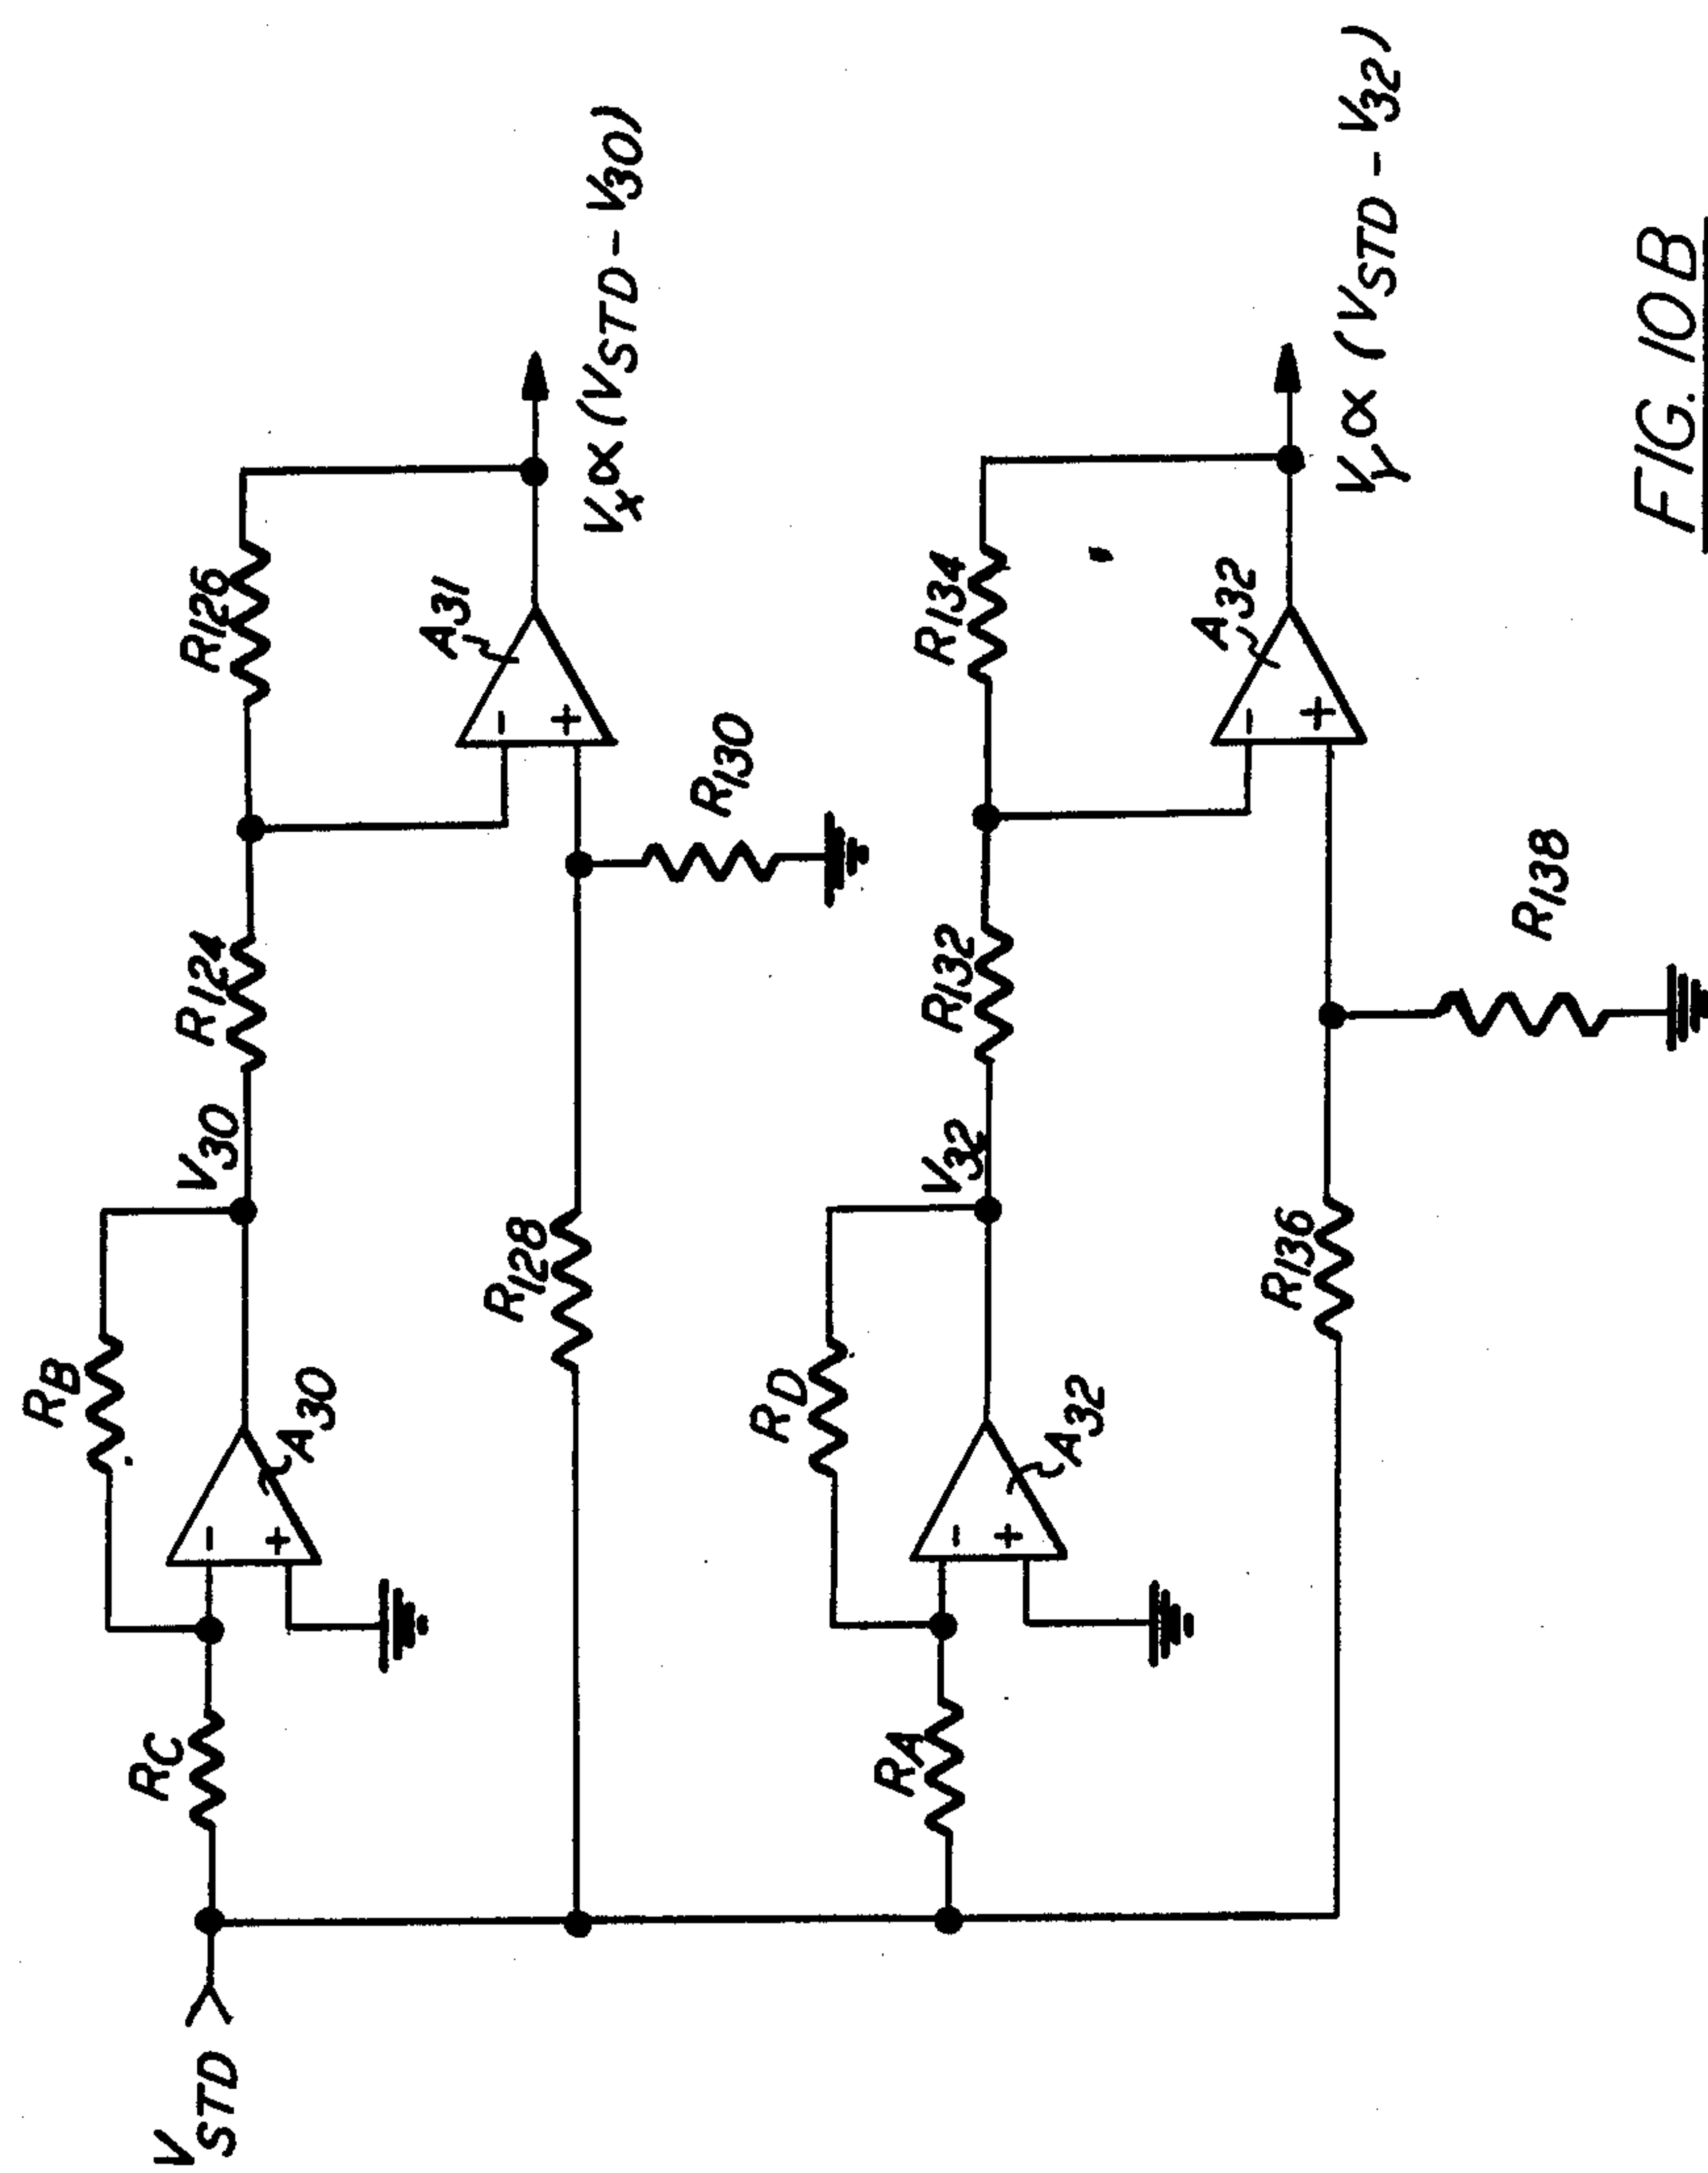 RB
R126
RC
A30
V30
R124
A31
VSTD
R128
R130
Vx ∝ (VSTD - V30)
RD
R134
RA
A32
V32
R132
A32
R136
R138
VY ∝ (VSTD - V32)
- + - +
- + - +
FIG. 10B